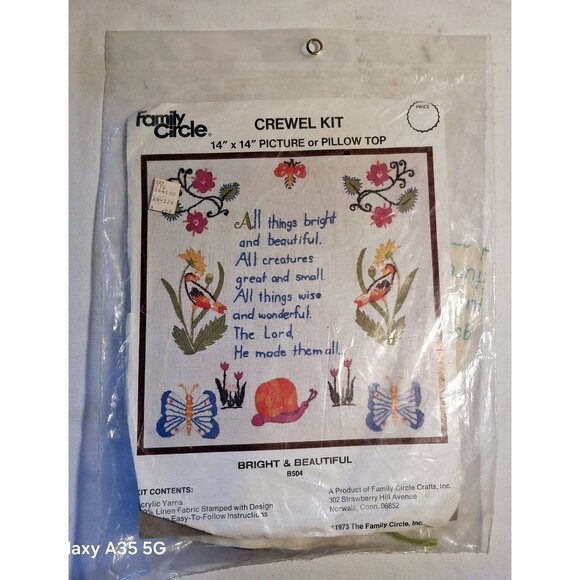 Family
Circle®
CREWEL KIT
14" x 14" PICTURE or PILLOW TOP
PRICE
All things bright
and beautiful.
All creatures
great and small.
All things wise
and wonderful.
The Lord,
He made them all.
BRIGHT & BEAUTIFUL
B504
KIT CONTENTS:
Acrylic Yarns
Linen Fabric Stamped with Design
Easy-To-Follow Instructions
A Product of Family Circle Crafts, Inc.
302 Strawberry Hill Avenue
Norwalk, Conn. 06852
©1973 The Family Circle, Inc.
laxy A35 5G